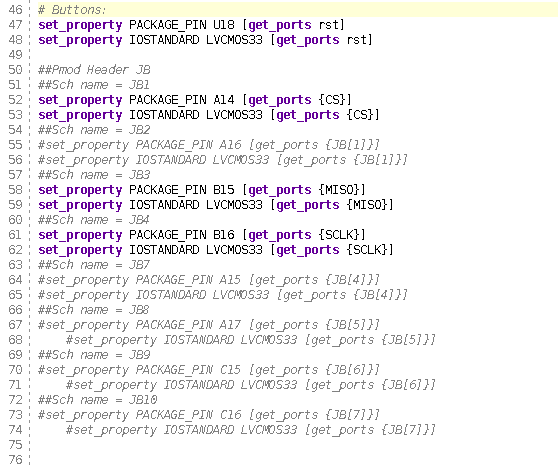 46 # Buttons:
47 set_property PACKAGE_PIN U18 [get_ports rst]
48 set_property IOSTANDARD LVCMOS33 [get_ports rst]
49
50 ##Pmod Header JB
51 ##Sch name = JB1
52 set_property PACKAGE_PIN A14 [get_ports {CS}]
53 set_property IOSTANDARD LVCMOS33 [get_ports {CS}]
54 ##Sch name = JB2
55 #set_property PACKAGE_PIN A16 [get_ports {JB[1]}]
56 #set_property IOSTANDARD LVCMOS33 [get_ports {JB[1]}]
57 ##Sch name = JB3
58 set_property PACKAGE_PIN B15 [get_ports {MISO}]
59 set_property IOSTANDARD LVCMOS33 [get_ports {MISO}]
60 ##Sch name = JB4
61 set_property PACKAGE_PIN B16 [get_ports {SCLK}]
62 set_property IOSTANDARD LVCMOS33 [get_ports {SCLK}]
63 ##Sch name = JB7
64 #set_property PACKAGE_PIN A15 [get_ports {JB[4]}]
65 #set_property IOSTANDARD LVCMOS33 [get_ports {JB[4]}]
66 ##Sch name = JB8
67 #set_property PACKAGE_PIN A17 [get_ports {JB[5]}]
68     #set_property IOSTANDARD LVCMOS33 [get_ports {JB[5]}]
69 ##Sch name = JB9
70 #set_property PACKAGE_PIN C15 [get_ports {JB[6]}]
71     #set_property IOSTANDARD LVCMOS33 [get_ports {JB[6]}]
72 ##Sch name = JB10
73 #set_property PACKAGE_PIN C16 [get_ports {JB[7]}]
74     #set_property IOSTANDARD LVCMOS33 [get_ports {JB[7]}]
75
76